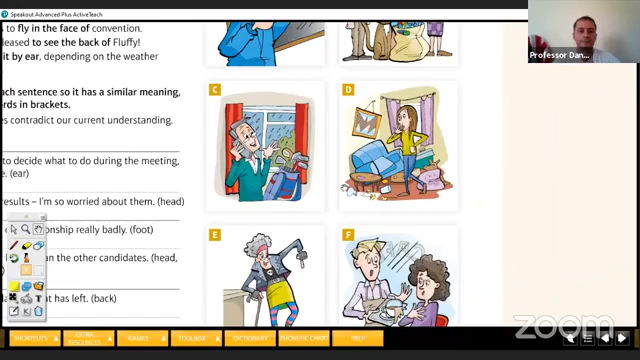 Speakout Advanced Plus ActiveTeach
s to fly in the face of convention.
leased to see the back of Fluffy!
it by ear, depending on the weather
ach sentence so it has a similar meaning,
ords in brackets.
es contradict our current understanding.
to decide what to do during the meeting,
e. (ear)
results – I'm so worried about them. (head)
onship really badly. (foot)
an the other candidates. (head,
t has left. (back)
C
D
E
F
Professor Dan...
SHORTCUTS
EXTRA RESOURCES
GAMES
TOOLBOX
DICTIONARY
PHONETIC CHART
HELP
zoom